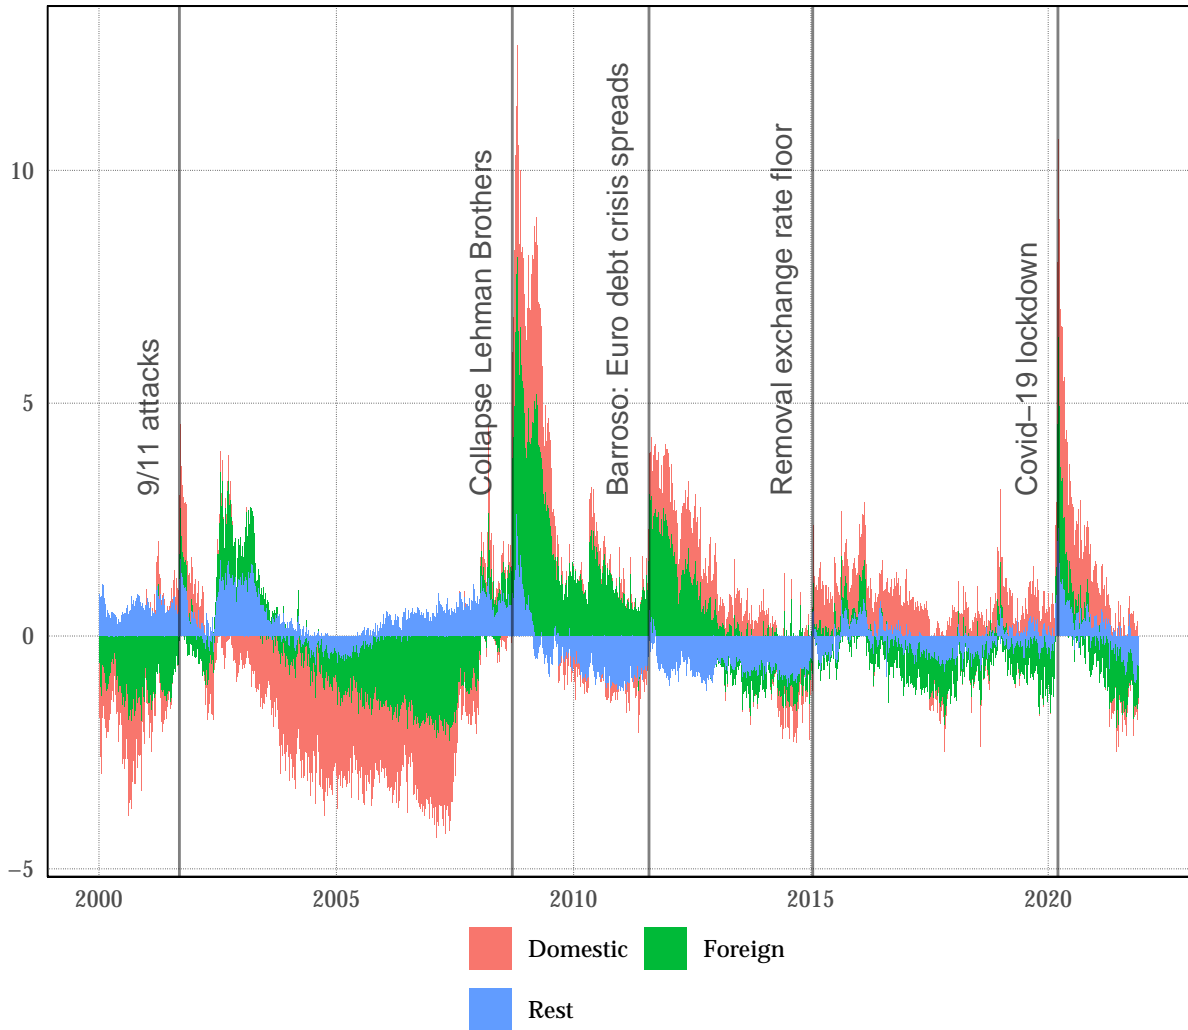 10
5
0
−5
9/11 attacks
Collapse Lehman Brothers
Barroso: Euro debt crisis spreads
Removal exchange rate floor
Covid−19 lockdown
2000 2005 2010 2015 2020
Domestic Foreign
Rest